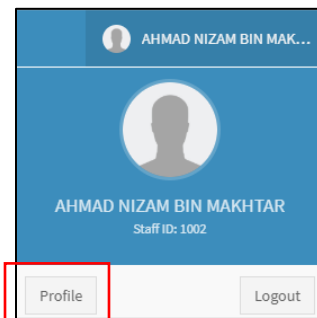 AHMAD NIZAM BIN MAK...
AHMAD NIZAM BIN MAKHTAR
Staff ID: 1002
Profile
Logout